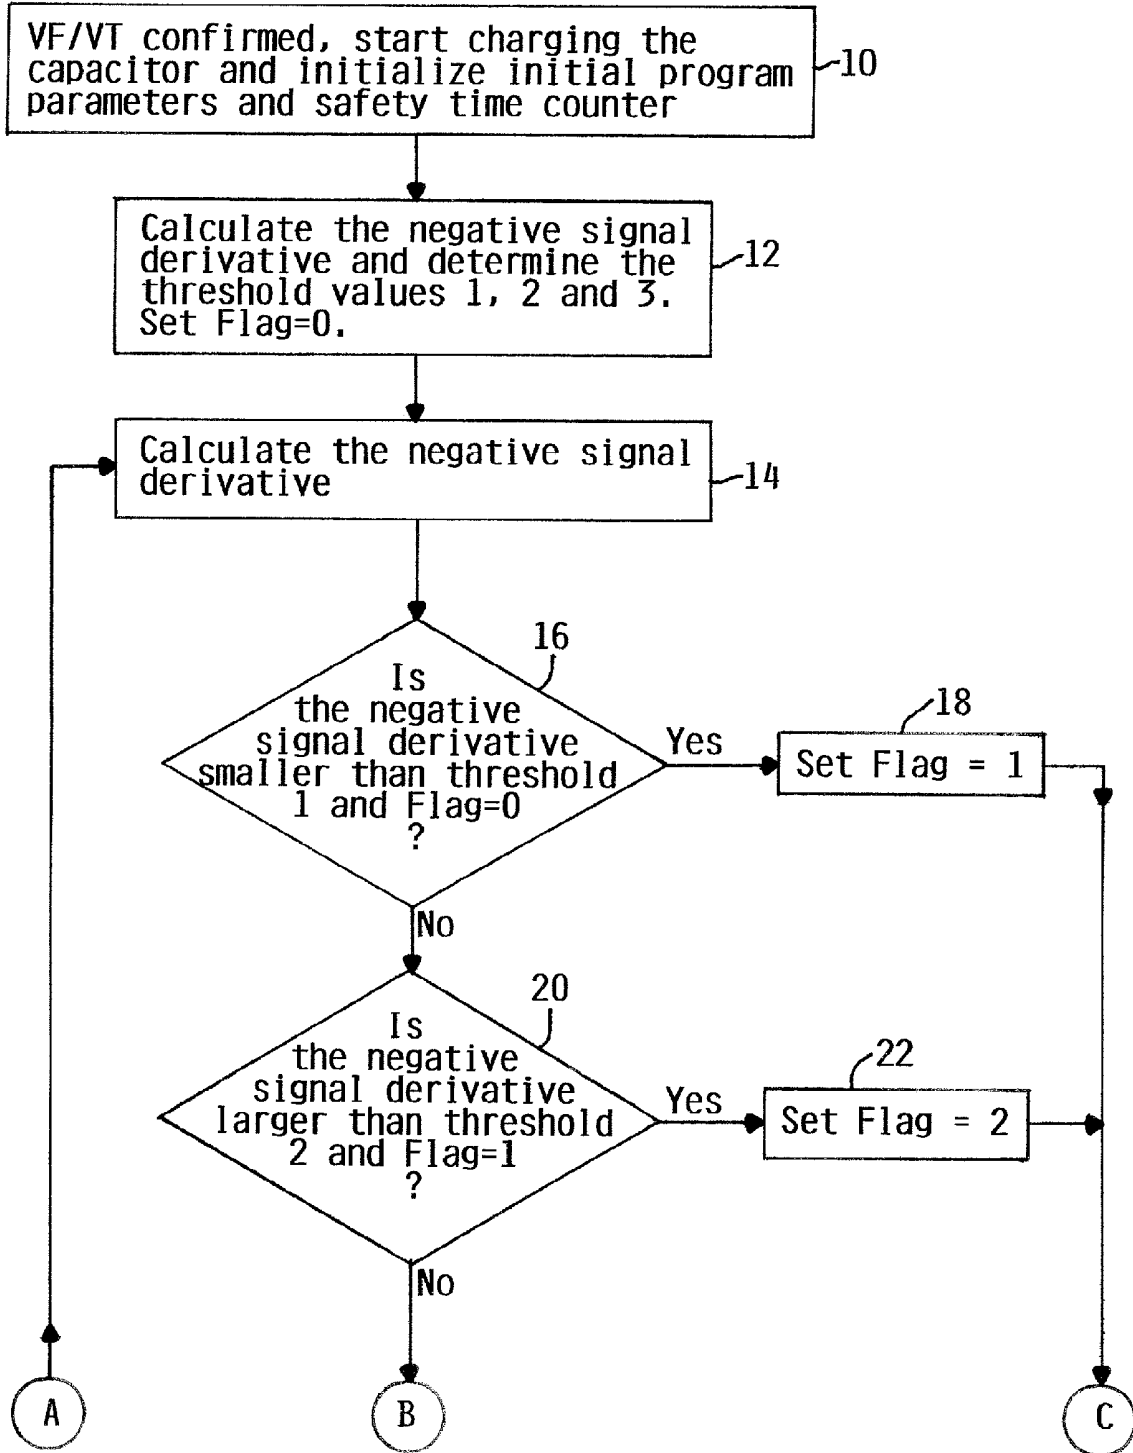 VF/VT confirmed, start charging the
capacitor and initialize initial program
parameters and safety time counter
10
Calculate the negative signal
derivative and determine the
threshold values 1, 2 and 3.
Set Flag=0.
12
Calculate the negative signal
derivative
14
16
Is
the negative
signal derivative
smaller than threshold
1 and Flag=0
?
Yes
18
Set Flag = 1
No
20
Is
the negative
signal derivative
larger than threshold
2 and Flag=1
?
Yes
22
Set Flag = 2
No
A
B
C